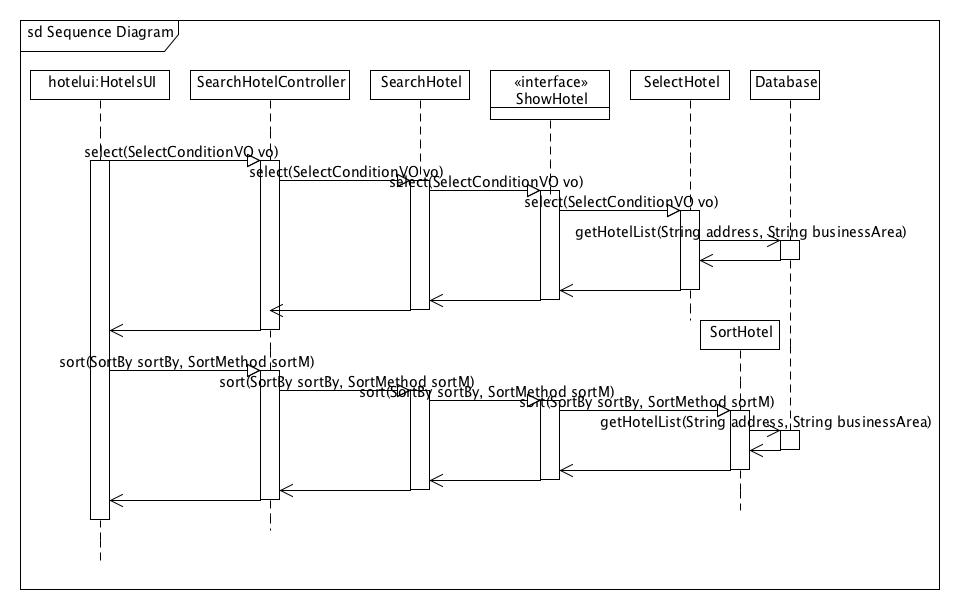 sd Sequence Diagram
hotelui:HotelsUI
SearchHotelController
SearchHotel
«interface»
ShowHotel
SelectHotel
Database
select(SelectConditionVO vo)
select(SelectConditionVO vo)
select(SelectConditionVO vo)
select(SelectConditionVO vo)
getHotelList(String address, String businessArea)
SortHotel
sort(SortBy sortBy, SortMethod sortM)
sort(SortBy sortBy, SortMethod sortM)
sort(SortBy sortBy, SortMethod sortM)
sort(SortBy sortBy, SortMethod sortM)
getHotelList(String address, String businessArea)